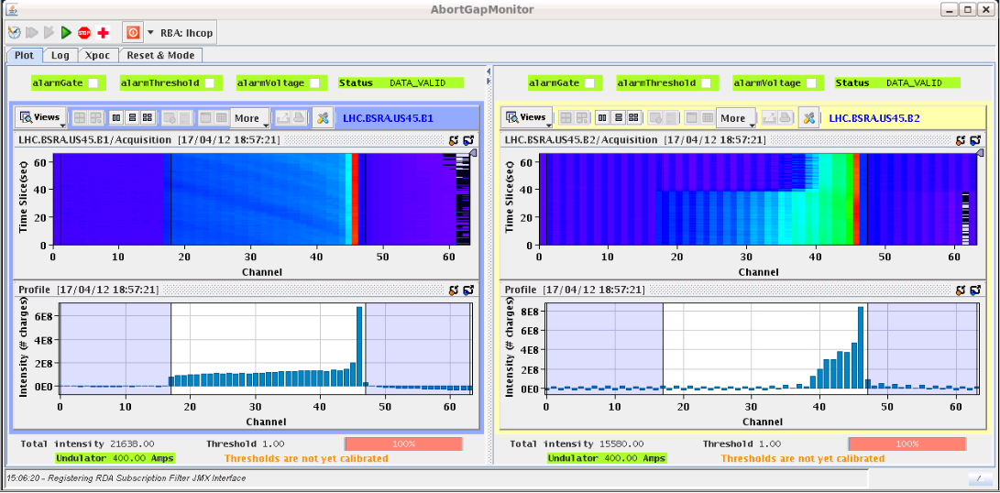 AbortGapMonitor
STOP RBA: lhcop
Plot Log Xpoc Reset & Mode
alarmGate alarmThreshold alarmVoltage Status DATA_VALID
Views More LHC.BSRA.US45.B1
LHC.BSRA.US45.B1/Acquisition [17/04/12 18:57:21]
Time Slice(sec)
60
40
20
0
0 10 20 30 40 50 60
Channel
Profile [17/04/12 18:57:21]
Intensity (# charges)
6E8
4E8
2E8
0E0
0 10 20 30 40 50 60
Channel
Total intensity 21638.00 Threshold 1.00 100%
Undulator 400.00 Amps Thresholds are not yet calibrated
alarmGate alarmThreshold alarmVoltage Status DATA_VALID
Views More LHC.BSRA.US45.B2
LHC.BSRA.US45.B2/Acquisition [17/04/12 18:57:21]
Time Slice(sec)
60
40
20
0
0 10 20 30 40 50 60
Channel
Profile [17/04/12 18:57:21]
Intensity (# charges)
8E8
6E8
4E8
2E8
0E0
0 10 20 30 40 50 60
Channel
Total intensity 15580.00 Threshold 1.00 100%
Undulator 400.00 Amps Thresholds are not yet calibrated
15:06:20 - Registering RDA Subscription Filter JMX Interface